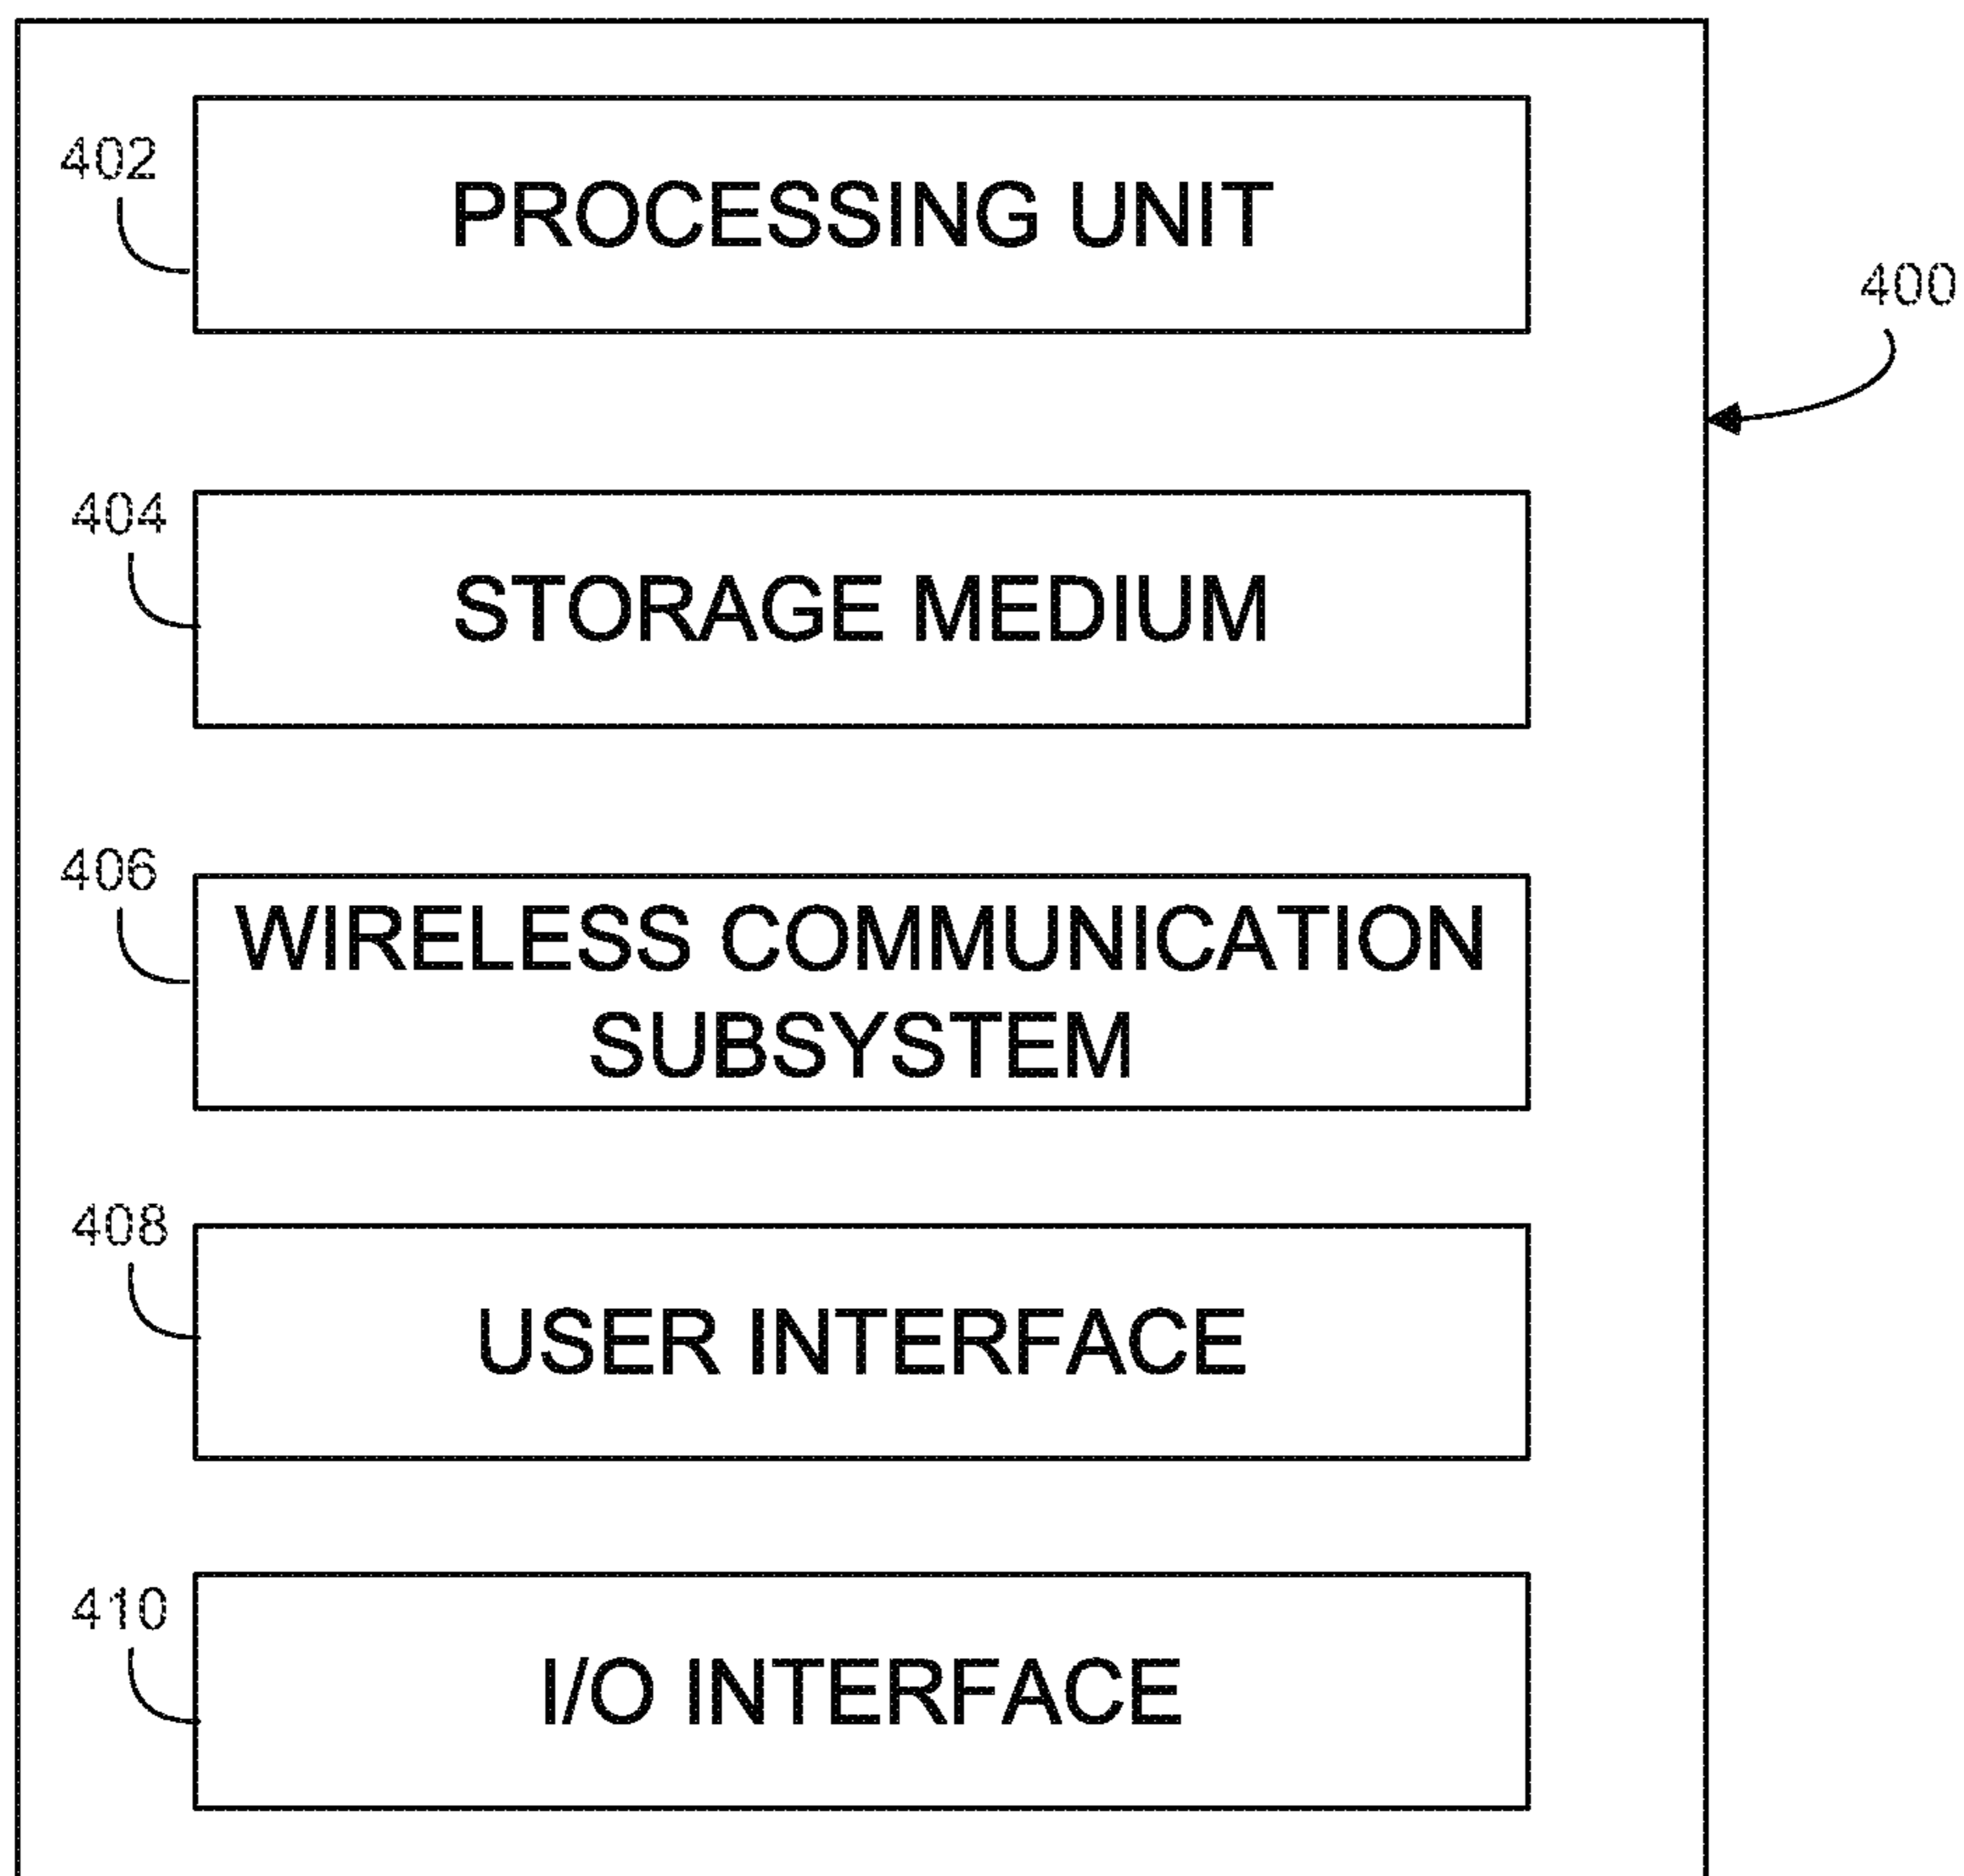 402
PROCESSING UNIT
400
404
STORAGE MEDIUM
406
WIRELESS COMMUNICATION
SUBSYSTEM
408
USER INTERFACE
410
I/O INTERFACE